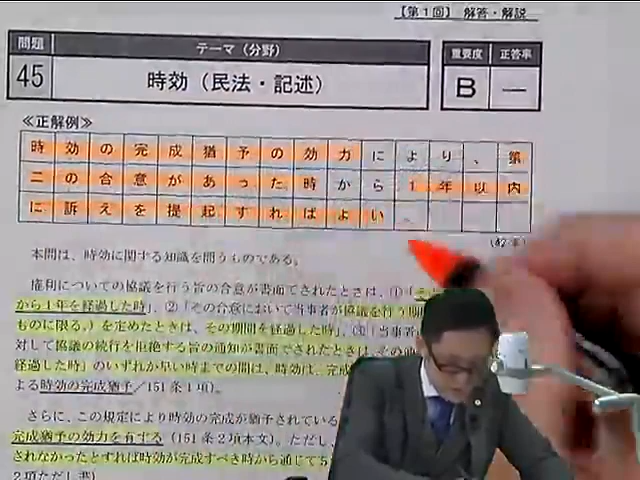 【第1回】 解答・解説
問題 テーマ(分野) 重要度 正答率
45 時効(民法・記述) B —
≪正解例≫
時効の完成猶予の効力により、第
二の合意があった時から1年以内
に訴えを提起すればよい。
本問は、時効に関する知識を問うものである。
権利についての協議を行う旨の合意が書面でされたときは、①「
から1年を経過した時」、②「その合意において当事者が協議を行う期
ものに限る。)を定めたときは、その期間を経過した時」、③「当事者
対して協議の続行を拒絶する旨の通知が書面でされたときは、その
経過した時」のいずれか早い時までの間は、時効は、完成
よる時効の完成猶予/151条1項)。
さらに、この規定により時効の完成が猶予されている
完成猶予の効力を有する(151条2項本文)。ただし、
されなかったとすれば時効が完成すべき時から通じて5
2項ただし書)